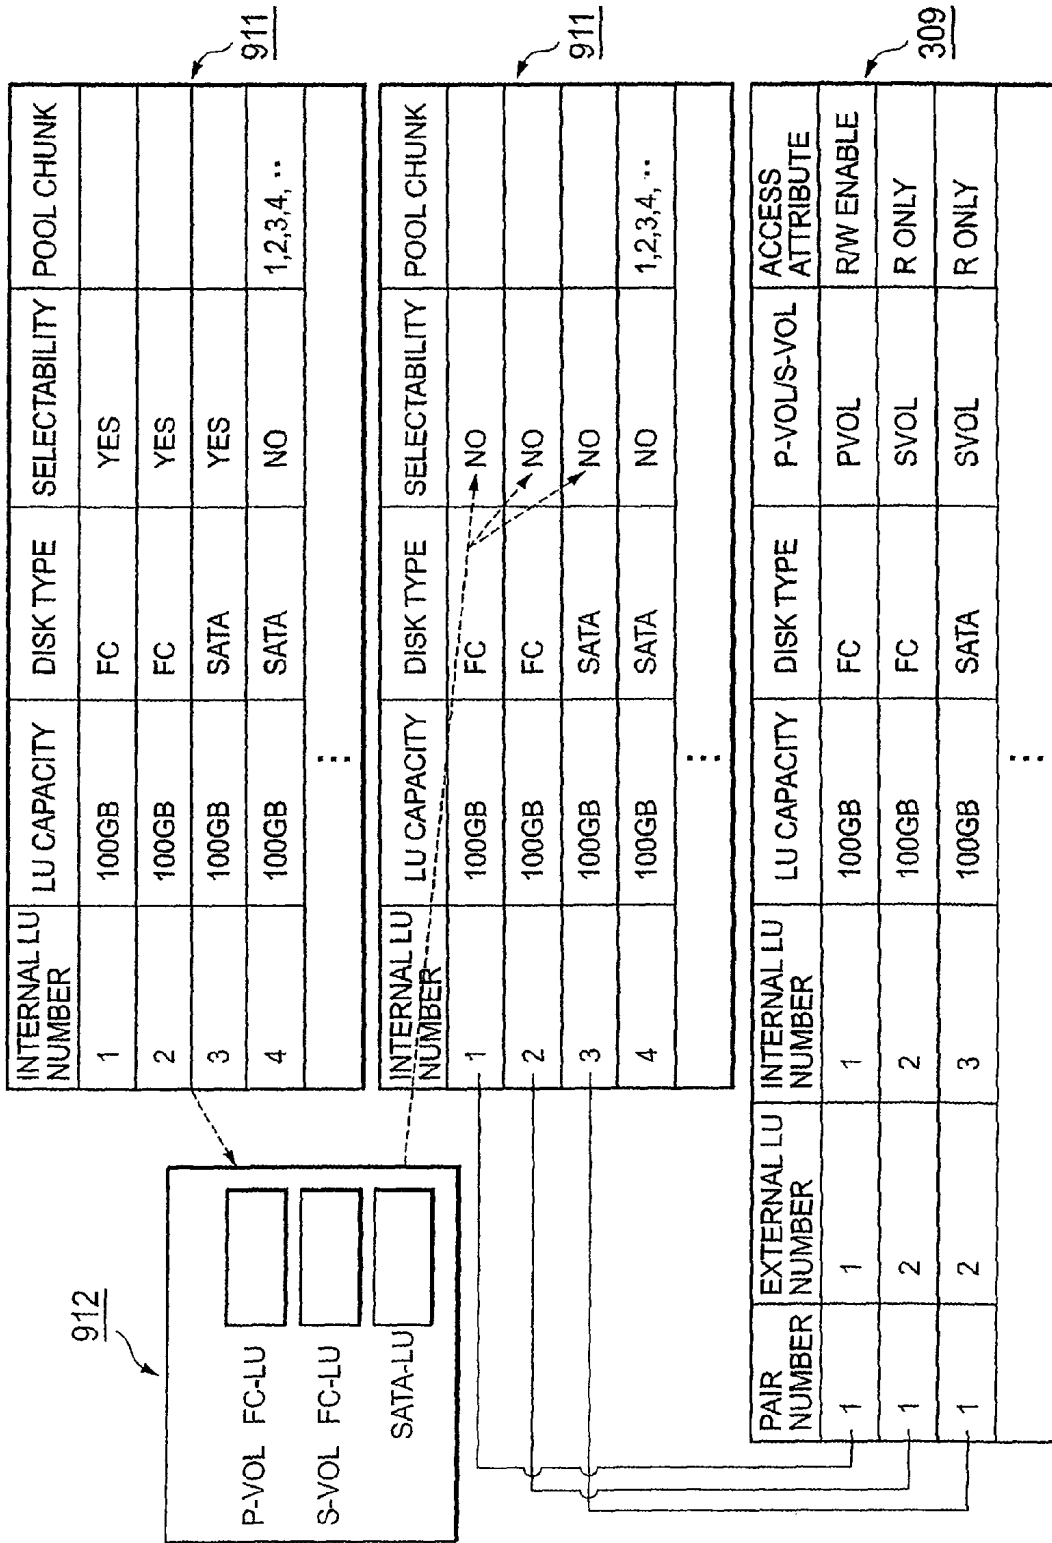 911
INTERNAL LU NUMBER | LU CAPACITY | DISK TYPE | SELECTABILITY | POOL CHUNK
1 | 100GB | FC | YES |
2 | 100GB | FC | YES |
3 | 100GB | SATA | YES |
4 | 100GB | SATA | NO | 1,2,3,4, ··
⋮
912
P-VOL FC-LU
S-VOL FC-LU
SATA-LU
911
INTERNAL LU NUMBER | LU CAPACITY | DISK TYPE | SELECTABILITY | POOL CHUNK
1 | 100GB | FC | NO |
2 | 100GB | FC | NO |
3 | 100GB | SATA | NO |
4 | 100GB | SATA | NO | 1,2,3,4, ··
⋮
309
PAIR NUMBER | EXTERNAL LU NUMBER | INTERNAL LU NUMBER | LU CAPACITY | DISK TYPE | P-VOL/S-VOL | ACCESS ATTRIBUTE
1 | 1 | 1 | 100GB | FC | PVOL | R/W ENABLE
1 | 2 | 2 | 100GB | FC | SVOL | R ONLY
1 | 2 | 3 | 100GB | SATA | SVOL | R ONLY
⋮